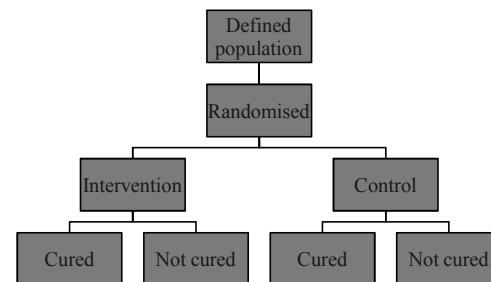 Defined
population
Randomised
Intervention
Control
Cured
Not cured
Cured
Not cured